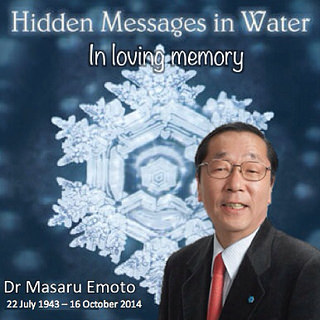 Hidden Messages in Water
In loving memory
Dr Masaru Emoto
22 July 1943 – 16 October 2014